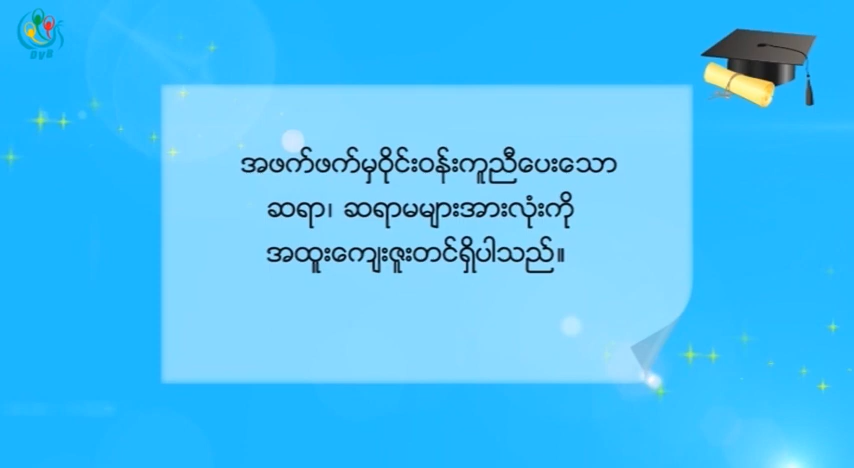 DVB
အဖက်ဖက်မှဝိုင်းဝန်းကူညီပေးသော
ဆရာ၊ ဆရာမများအားလုံးကို
အထူးကျေးဇူးတင်ရှိပါသည်။